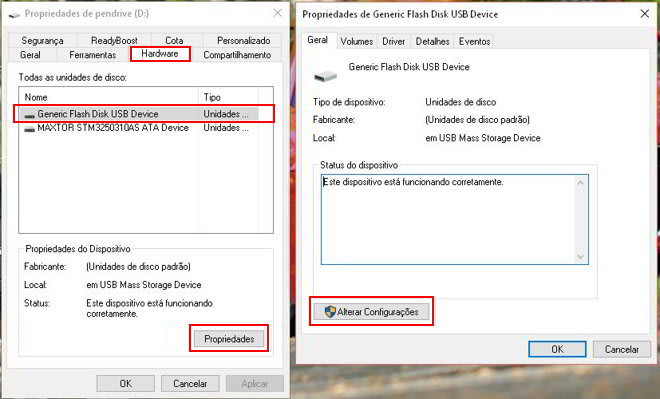 Propriedades de pendrive (D:)
Segurança ReadyBoost Cota Personalizado
Geral Ferramentas Hardware Compartilhamento
Todas as unidades de disco:
Nome Tipo
Generic Flash Disk USB Device Unidades ...
MAXTOR STM3250310AS ATA Device Unidades ...
Propriedades do Dispositivo
Fabricante: (Unidades de disco padrão)
Local: em USB Mass Storage Device
Status: Este dispositivo está funcionando
corretamente.
Propriedades
OK Cancelar Aplicar
Propriedades de Generic Flash Disk USB Device
Geral Volumes Driver Detalhes Eventos
Generic Flash Disk USB Device
Tipo de dispositivo: Unidades de disco
Fabricante: (Unidades de disco padrão)
Local: em USB Mass Storage Device
Status do dispositivo
Este dispositivo está funcionando corretamente.
Alterar Configurações
OK Cancelar